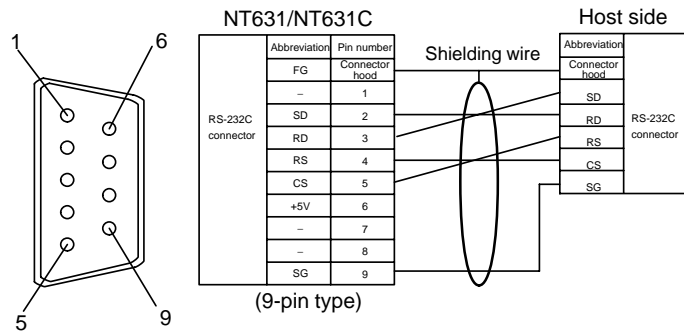 NT631/NT631C
Host side
1
6
5
9
Shielding wire
RS-232C
connector
Abbreviation Pin number
FG Connector
hood
– 1
SD 2
RD 3
RS 4
CS 5
+5V 6
– 7
– 8
SG 9
(9-pin type)
Abbreviation
Connector
hood
SD
RD
RS
CS
SG
RS-232C
connector